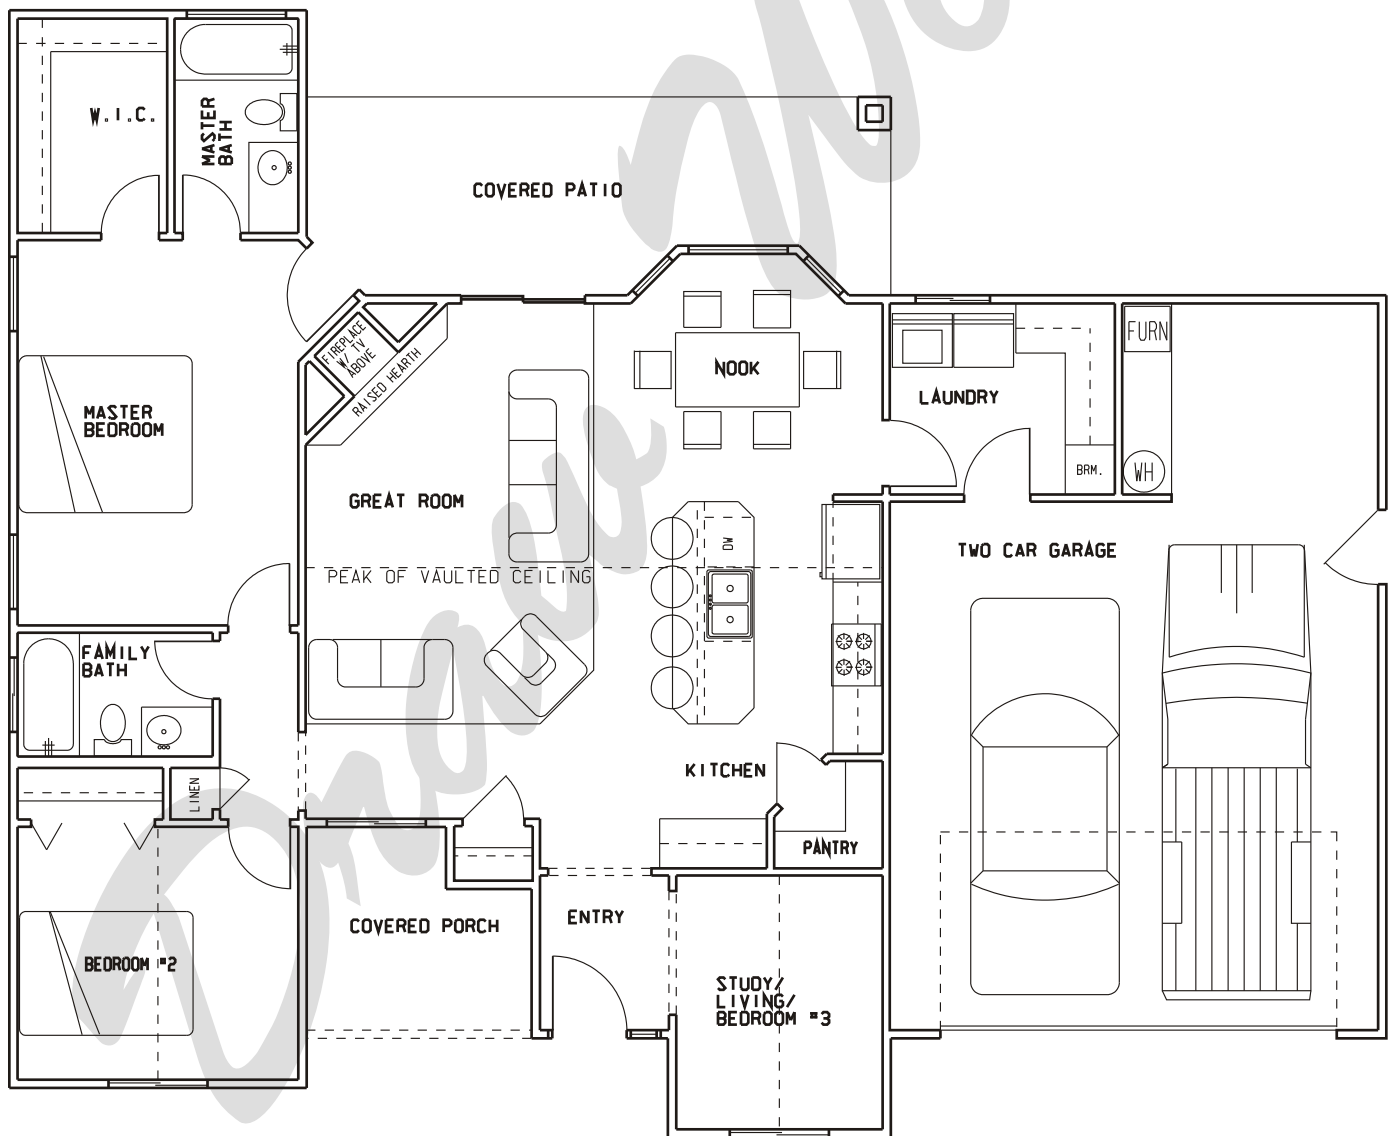 W.I.C.
MASTER
BATH
COVERED PATIO
FIREPLACE
W/ TV
ABOVE
RAISED HEARTH
NOOK
FURN
LAUNDRY
MASTER
BEDROOM
BRM.
WH
GREAT ROOM
DW
TWO CAR GARAGE
PEAK OF VAULTED CEILING
FAMILY
BATH
KITCHEN
LINEN
PANTRY
ENTRY
COVERED PORCH
BEDROOM #2
STUDY/
LIVING/
BEDROOM #3
Draw